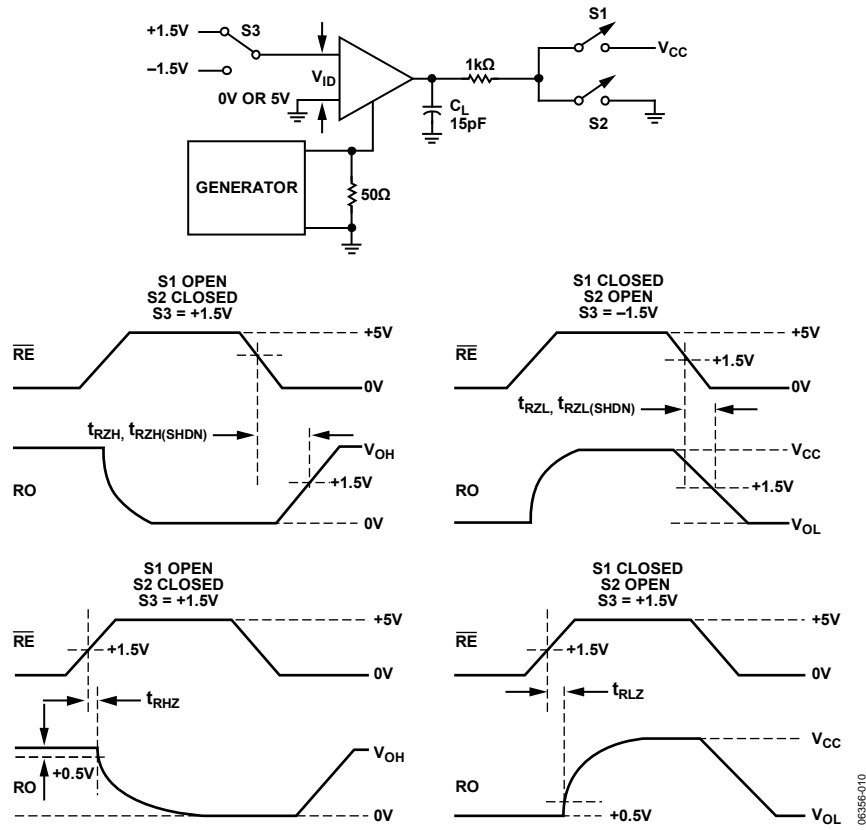 +1.5V
S3
–1.5V
VID
0V OR 5V
CL
15pF
1kΩ
S1
VCC
S2
GENERATOR
50Ω
S1 OPEN
S2 CLOSED
S3 = +1.5V
RE
+5V
+1.5V
0V
tRZH, tRZH(SHDN)
RO
VOH
+1.5V
0V
S1 CLOSED
S2 OPEN
S3 = –1.5V
RE
+5V
+1.5V
0V
tRZL, tRZL(SHDN)
RO
VCC
+1.5V
VOL
S1 OPEN
S2 CLOSED
S3 = +1.5V
RE
+5V
+1.5V
0V
tRHZ
RO
+0.5V
VOH
0V
S1 CLOSED
S2 OPEN
S3 = +1.5V
RE
+5V
+1.5V
0V
tRLZ
RO
VCC
+0.5V
VOL
06356-010